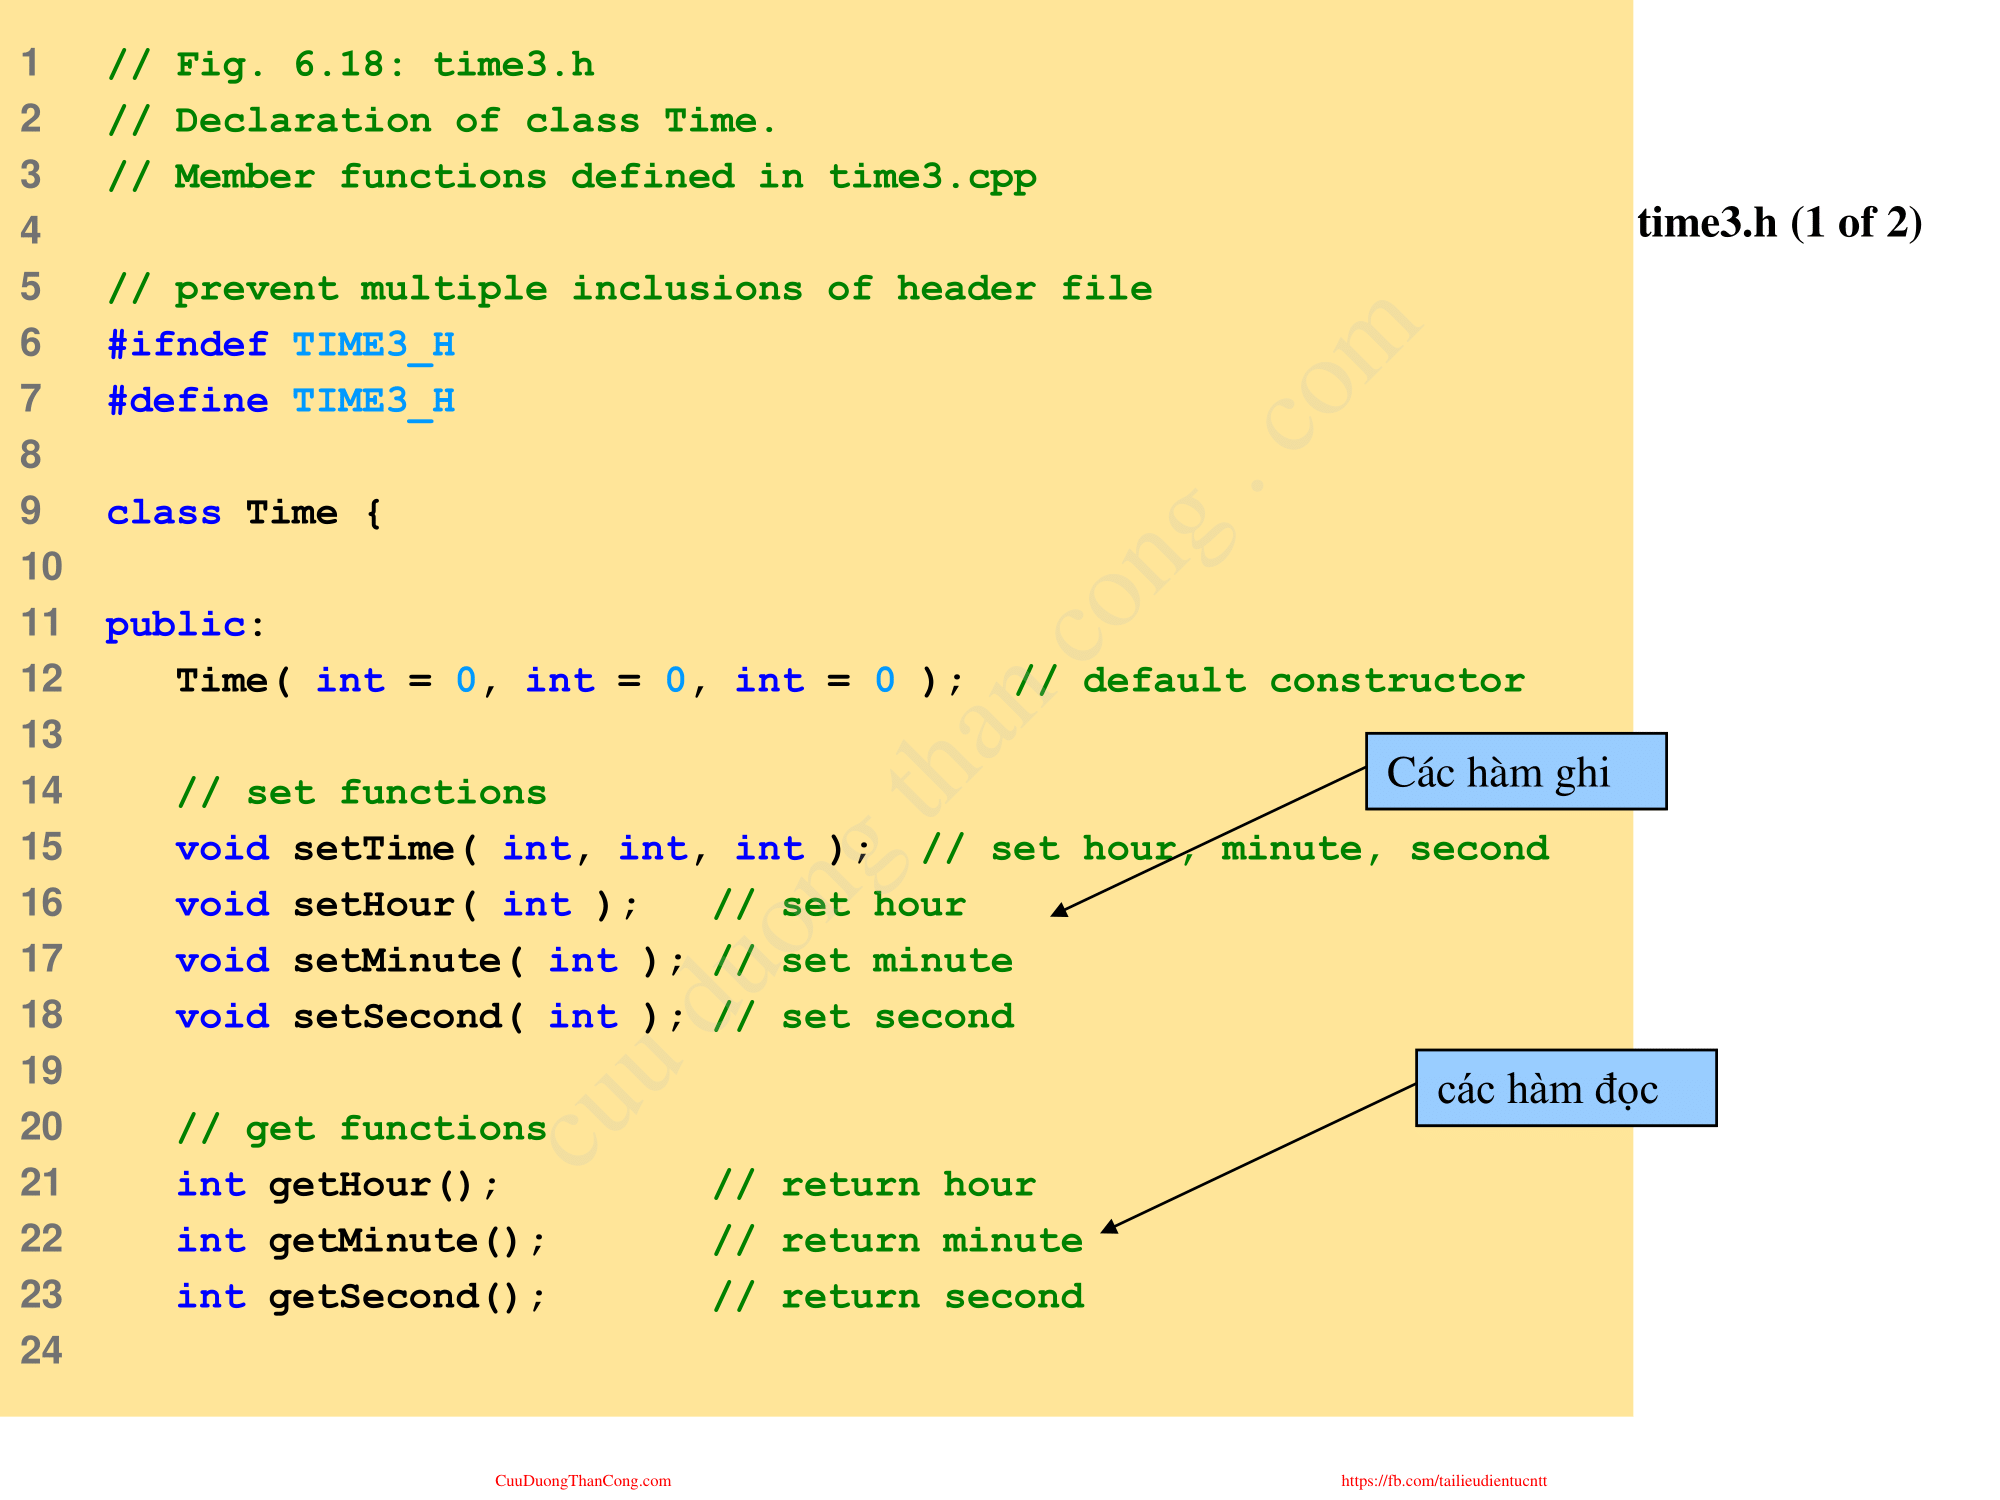 1 // Fig. 6.18: time3.h
2 // Declaration of class Time.
3 // Member functions defined in time3.cpp
4
time3.h (1 of 2)
5 // prevent multiple inclusions of header file
6 #ifndef TIME3_H
7 #define TIME3_H
8
9 class Time {
10
11 public:
12 Time( int = 0, int = 0, int = 0 ); // default constructor
13
Các hàm ghi
14 // set functions
15 void setTime( int, int, int ); // set hour, minute, second
16 void setHour( int ); // set hour
17 void setMinute( int ); // set minute
18 void setSecond( int ); // set second
19
các hàm đọc
20 // get functions
21 int getHour(); // return hour
22 int getMinute(); // return minute
23 int getSecond(); // return second
24
cuu duong than cong . com
CuuDuongThanCong.com https://fb.com/tailieudientucntt